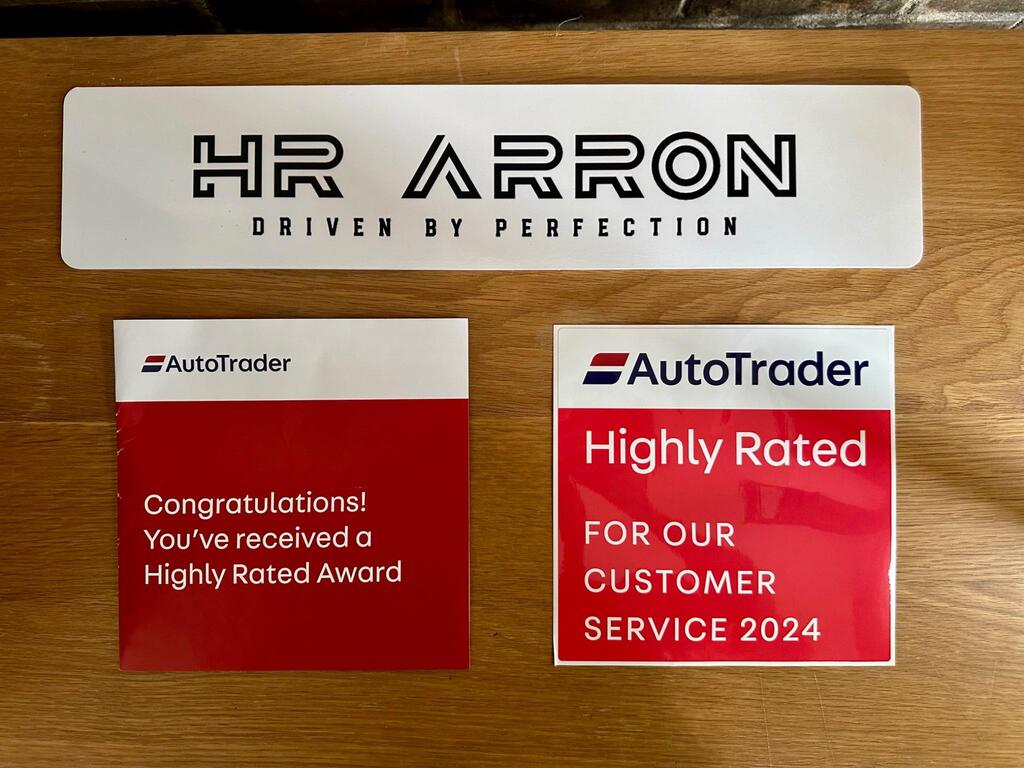 HR ARRON
DRIVEN BY PERFECTION
AutoTrader
Congratulations!
You've received a
Highly Rated Award
AutoTrader
Highly Rated
FOR OUR
CUSTOMER
SERVICE 2024